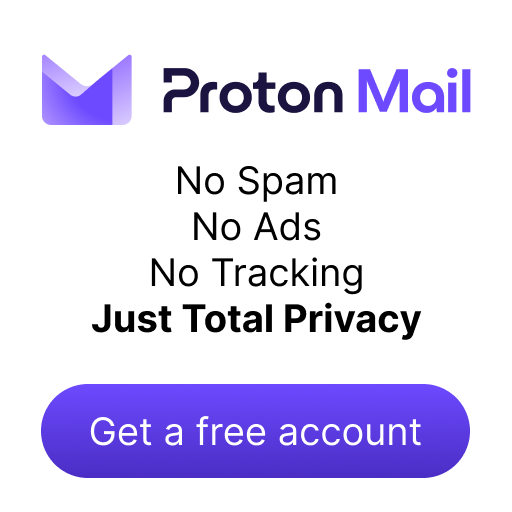 Proton Mail
No Spam
No Ads
No Tracking
Just Total Privacy
Get a free account